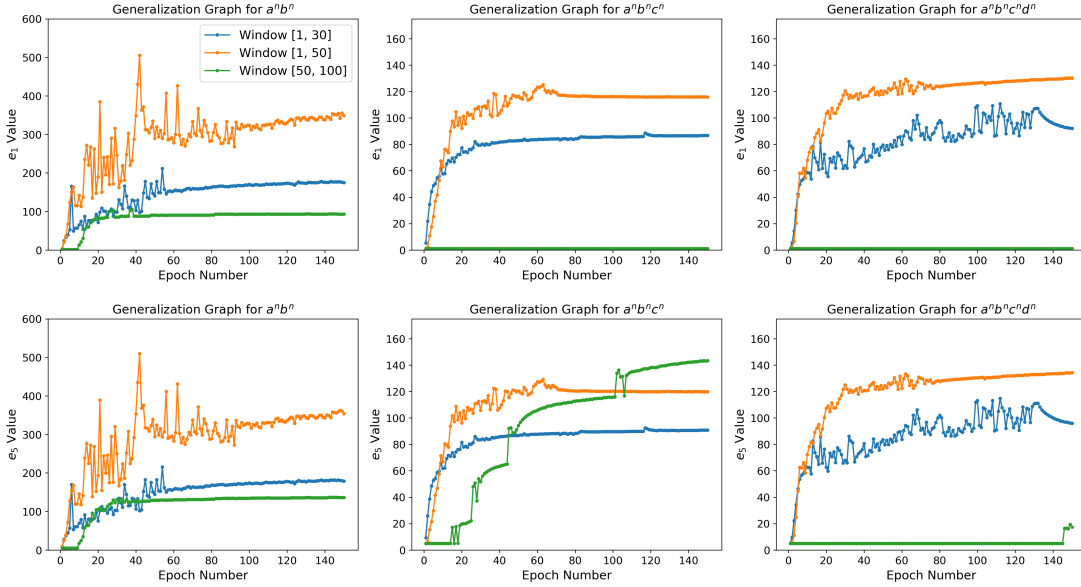 Generalization Graph for aⁿbⁿ
600
500
400
300
200
100
0
e₁ Value
0 20 40 60 80 100 120 140
Epoch Number
Window [1, 30]
Window [1, 50]
Window [50, 100]
Generalization Graph for aⁿbⁿcⁿ
160
140
120
100
80
60
40
20
0
e₁ Value
0 20 40 60 80 100 120 140
Epoch Number
Generalization Graph for aⁿbⁿcⁿdⁿ
160
140
120
100
80
60
40
20
0
e₁ Value
0 20 40 60 80 100 120 140
Epoch Number
Generalization Graph for aⁿbⁿ
600
500
400
300
200
100
0
e₅ Value
0 20 40 60 80 100 120 140
Epoch Number
Generalization Graph for aⁿbⁿcⁿ
160
140
120
100
80
60
40
20
0
e₅ Value
0 20 40 60 80 100 120 140
Epoch Number
Generalization Graph for aⁿbⁿcⁿdⁿ
160
140
120
100
80
60
40
20
0
e₅ Value
0 20 40 60 80 100 120 140
Epoch Number